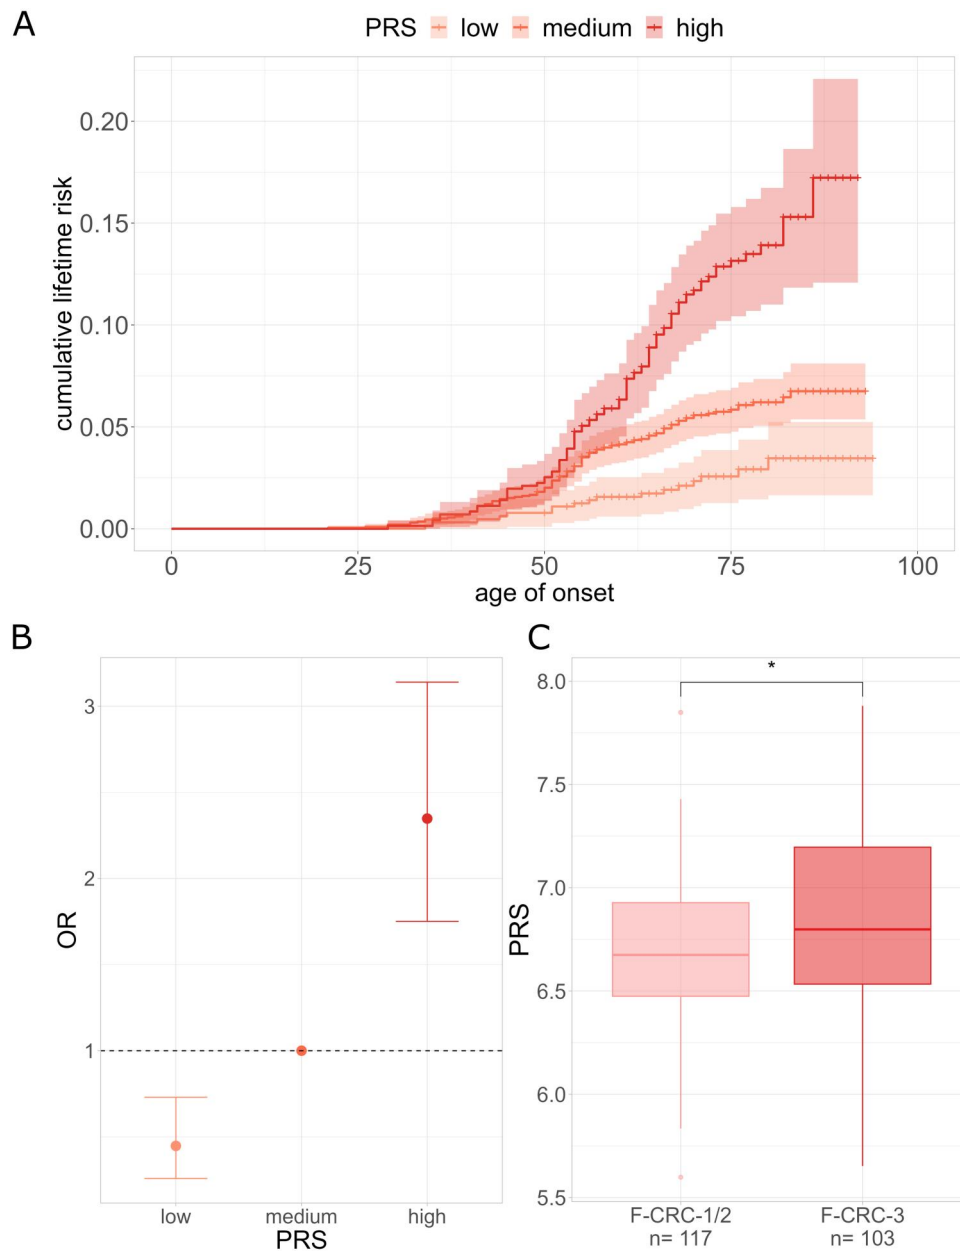 A
PRS low medium high
cumulative lifetime risk
0.20
0.15
0.10
0.05
0.00
0 25 50 75 100
age of onset
B
OR
3
2
1
low medium high
PRS
C
*
PRS
8.0
7.5
7.0
6.5
6.0
5.5
F-CRC-1/2 F-CRC-3
n= 117 n= 103